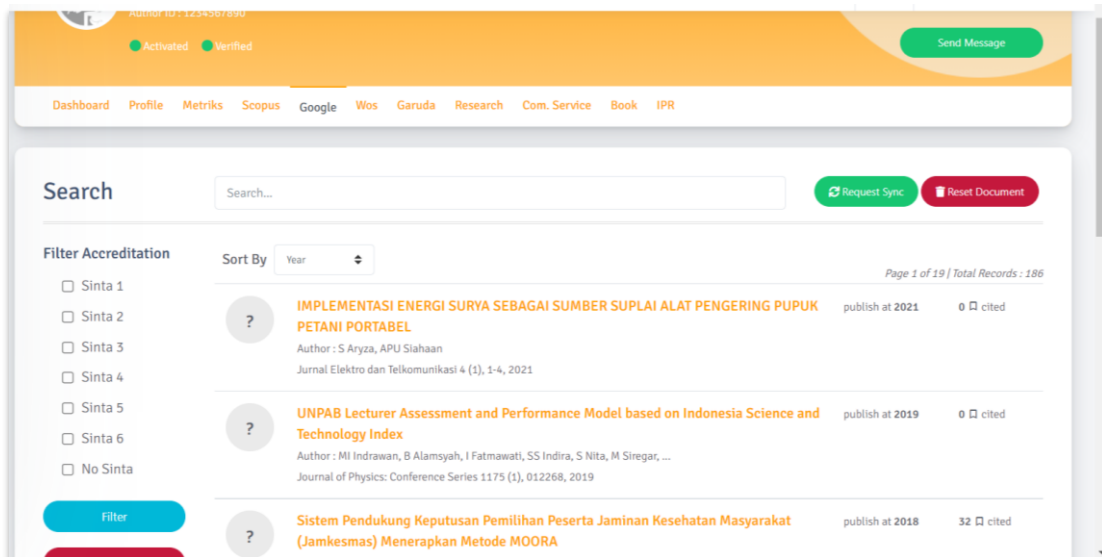 Author ID : 1234567890
Activated Verified
Send Message
Dashboard Profile Metriks Scopus Google Wos Garuda Research Com. Service Book IPR
Search
Search...
Request Sync
Reset Document
Filter Accreditation
Sinta 1
Sinta 2
Sinta 3
Sinta 4
Sinta 5
Sinta 6
No Sinta
Filter
Sort By Year
Page 1 of 19 | Total Records : 186
?
IMPLEMENTASI ENERGI SURYA SEBAGAI SUMBER SUPLAI ALAT PENGERING PUPUK
PETANI PORTABEL
Author : S Aryza, APU Siahaan
Jurnal Elektro dan Telkomunikasi 4 (1), 1-4, 2021
publish at 2021 0 cited
?
UNPAB Lecturer Assessment and Performance Model based on Indonesia Science and
Technology Index
Author : MI Indrawan, B Alamsyah, I Fatmawati, SS Indira, S Nita, M Siregar, ...
Journal of Physics: Conference Series 1175 (1), 012268, 2019
publish at 2019 0 cited
?
Sistem Pendukung Keputusan Pemilihan Peserta Jaminan Kesehatan Masyarakat
(Jamkesmas) Menerapkan Metode MOORA
publish at 2018 32 cited